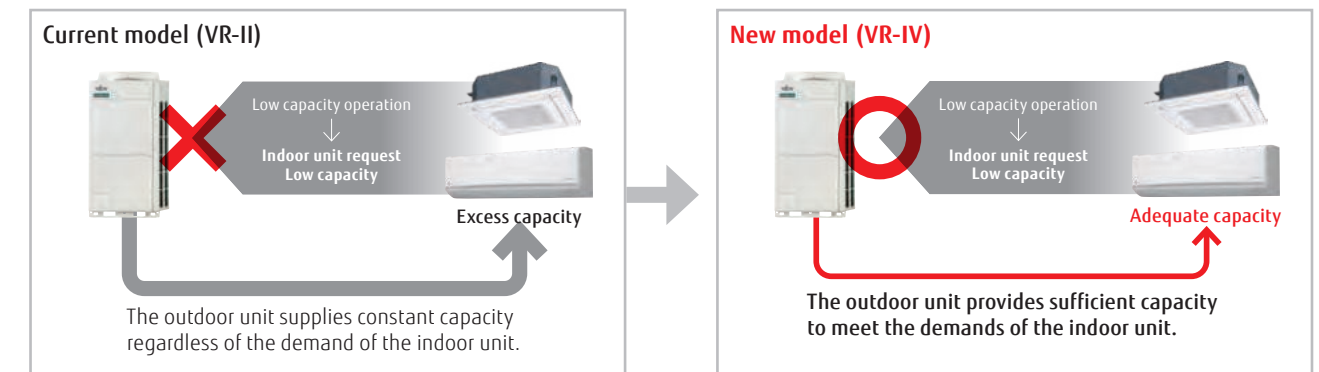 Current model (VR-II)
Low capacity operation
Indoor unit request
Low capacity
Excess capacity
The outdoor unit supplies constant capacity
regardless of the demand of the indoor unit.
New model (VR-IV)
Low capacity operation
Indoor unit request
Low capacity
Adequate capacity
The outdoor unit provides sufficient capacity
to meet the demands of the indoor unit.